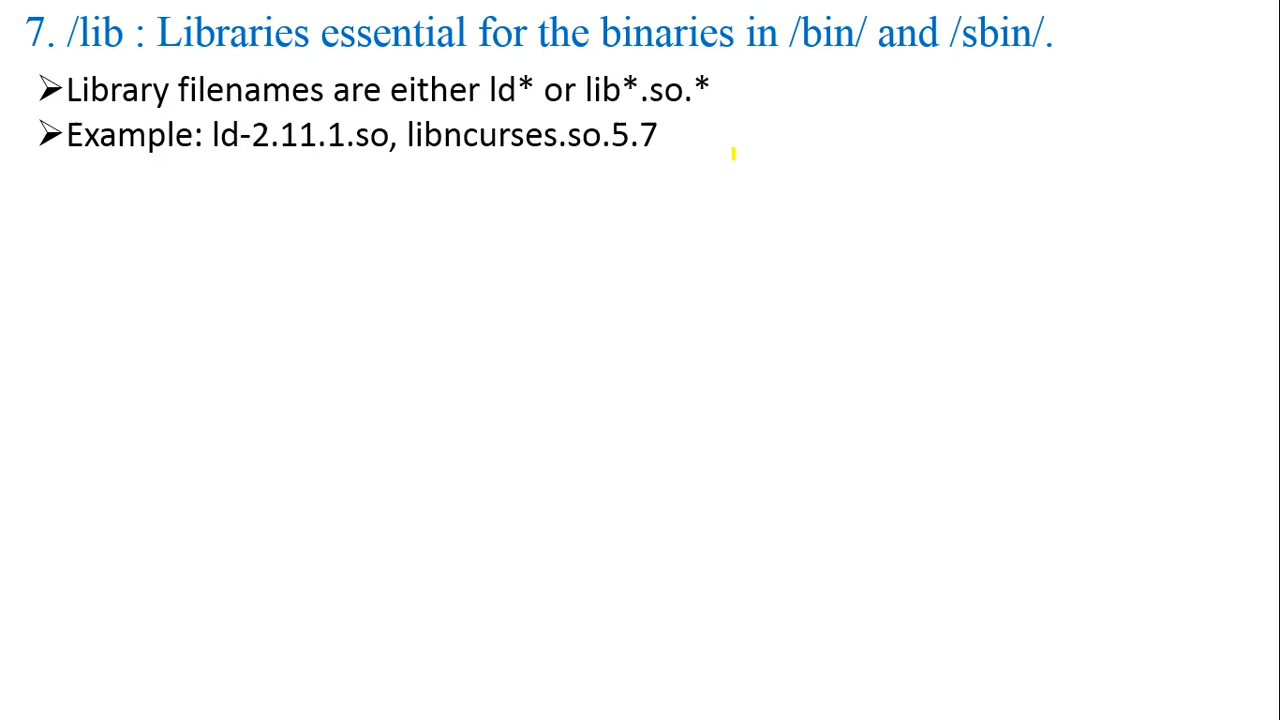 7. /lib : Libraries essential for the binaries in /bin/ and /sbin/.
➢Library filenames are either ld* or lib*.so.*
➢Example: ld-2.11.1.so, libncurses.so.5.7